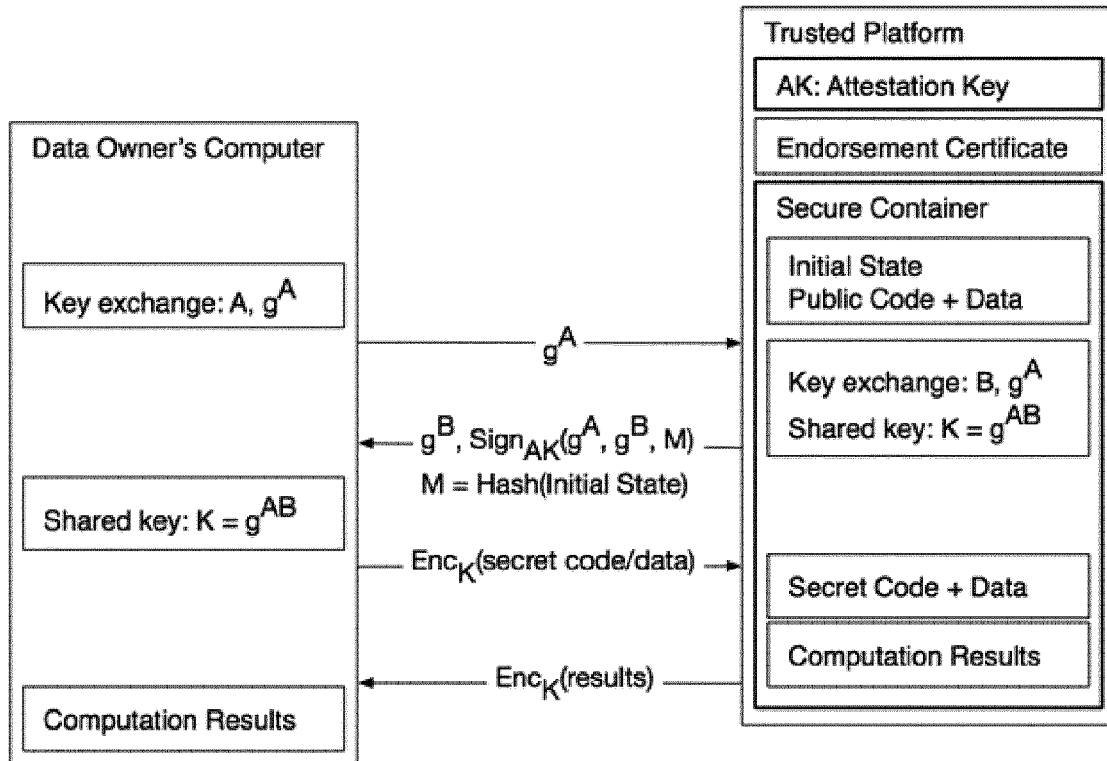 Trusted Platform
AK: Attestation Key
Endorsement Certificate
Secure Container
Initial State
Public Code + Data
Key exchange: B, g^A
Shared key: K = g^AB
Secret Code + Data
Computation Results
Data Owner's Computer
Key exchange: A, g^A
Shared key: K = g^AB
Computation Results
g^A
g^B, Sign_AK(g^A, g^B, M)
M = Hash(Initial State)
Enc_K(secret code/data)
Enc_K(results)